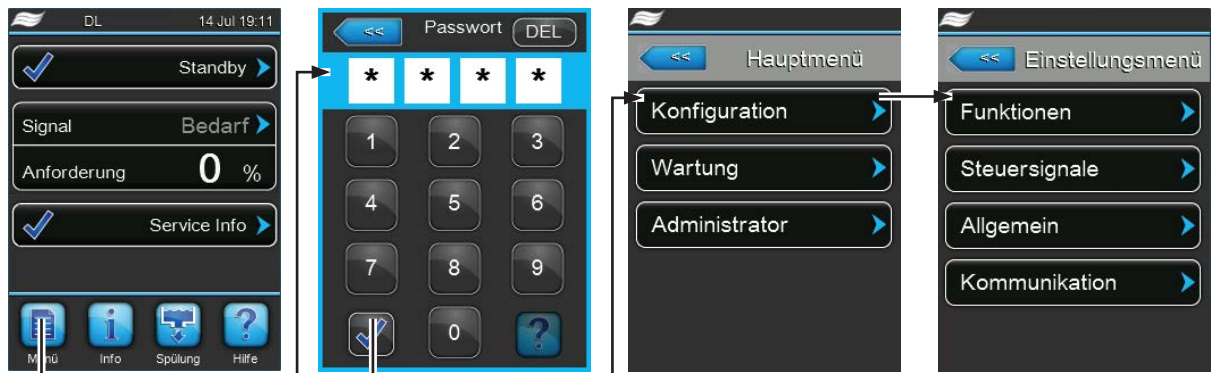 DL 14 Jul 19:11
Standby
Signal Bedarf
Anforderung 0 %
Service Info
Menü Info Spülung Hilfe
<< Passwort DEL
* * * *
1 2 3
4 5 6
7 8 9
0 ?
<< Hauptmenü
Konfiguration
Wartung
Administrator
<< Einstellungsmenü
Funktionen
Steuersignale
Allgemein
Kommunikation